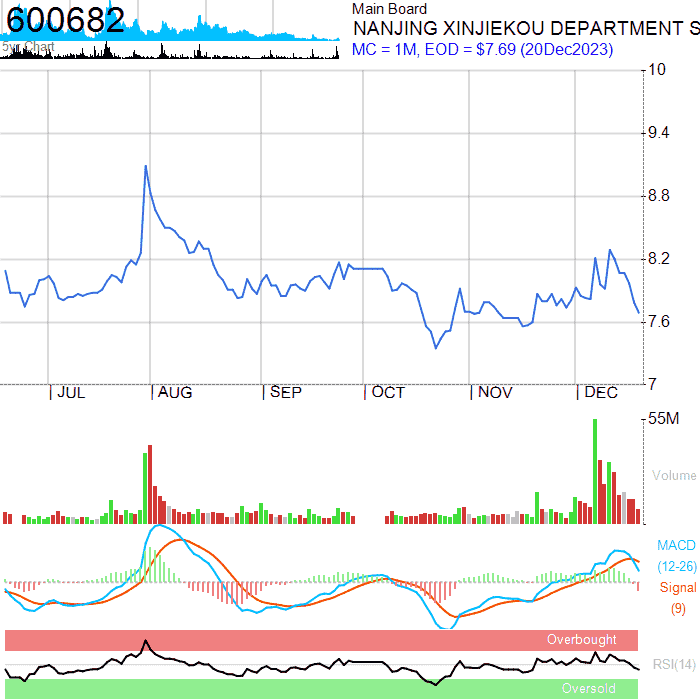 600682
5yr Chart
Main Board
NANJING XINJIEKOU DEPARTMENT S
MC = 1M, EOD = $7.69 (20Dec2023)
10
9.4
8.8
8.2
7.6
7
JUL AUG SEP OCT NOV DEC
55M
Volume
MACD
(12-26)
Signal
(9)
Overbought
RSI(14)
Oversold